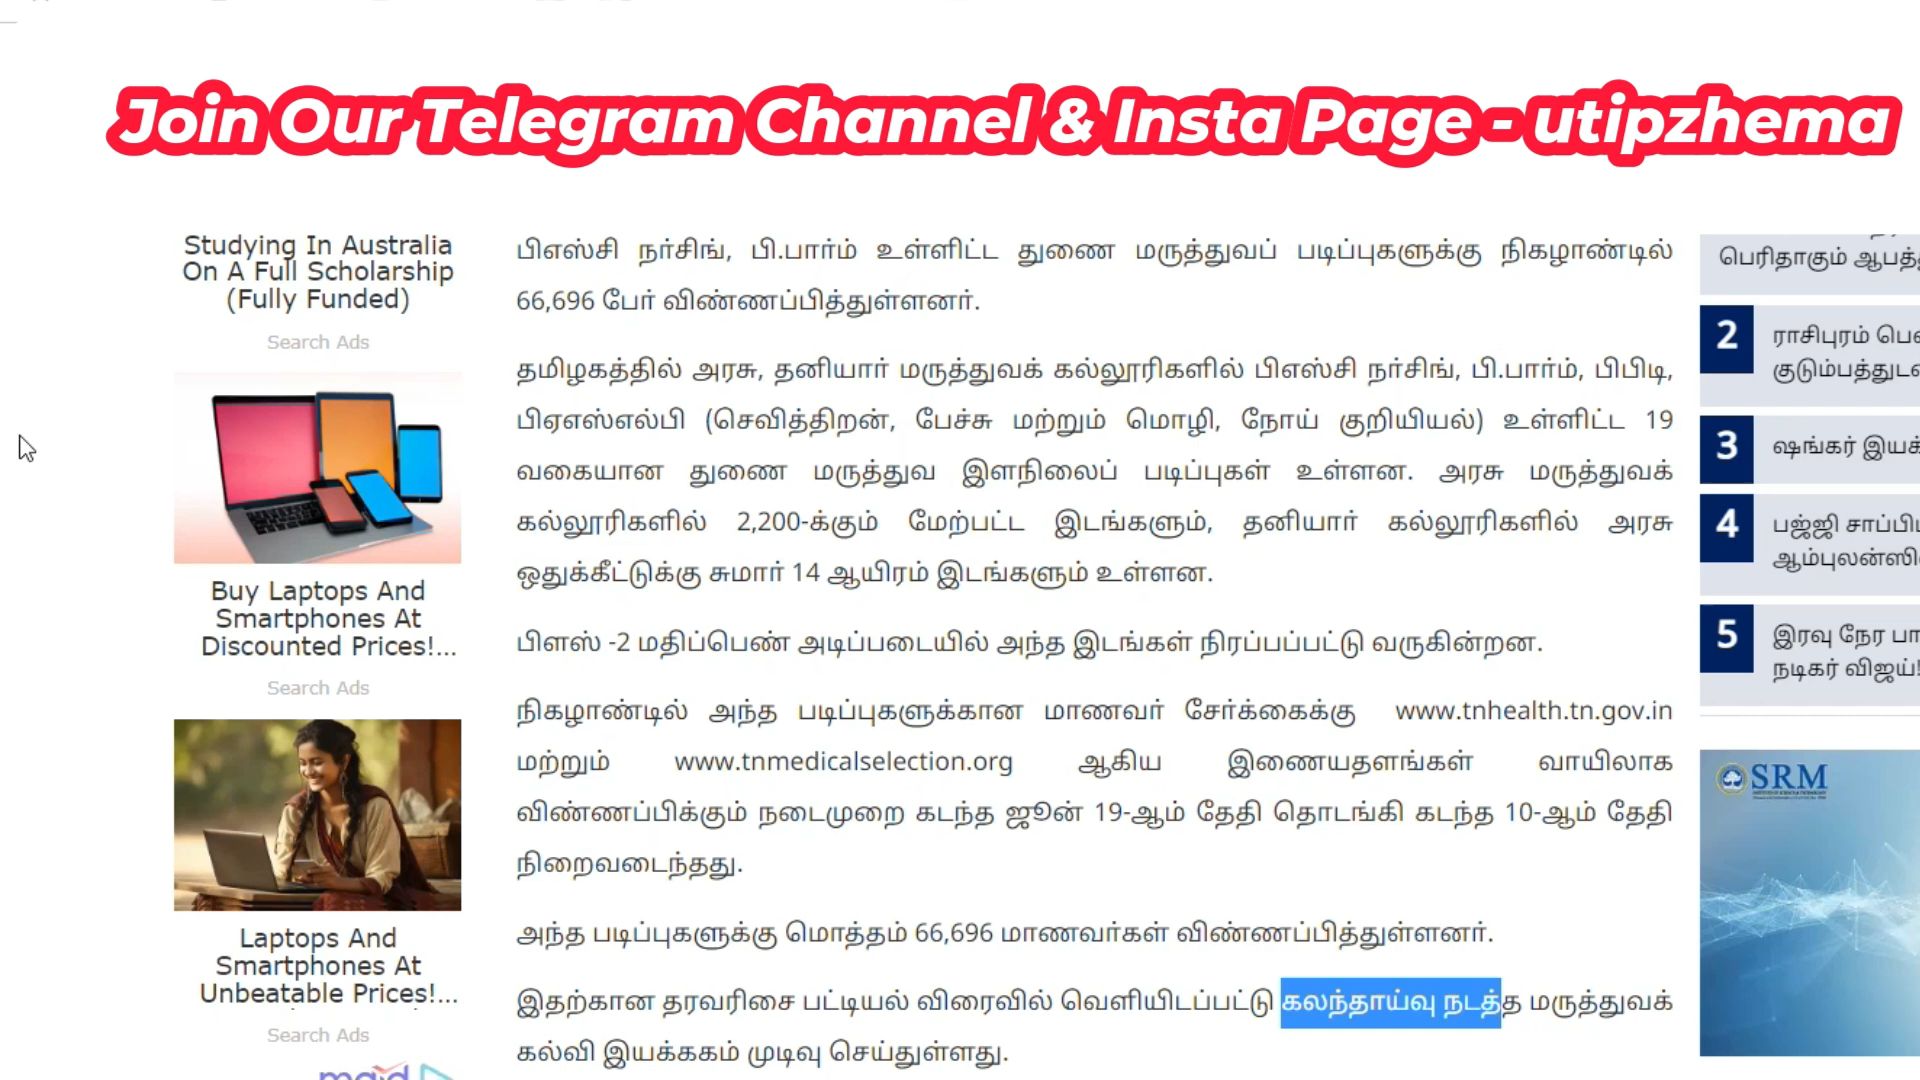 Join Our Telegram Channel & Insta Page - utipzhema
Studying In Australia
On A Full Scholarship
(Fully Funded)
Search Ads
Buy Laptops And
Smartphones At
Discounted Prices!...
Search Ads
Laptops And
Smartphones At
Unbeatable Prices!...
Search Ads
பிஎஸ்சி நர்சிங், பி.பார்ம் உள்ளிட்ட துணை மருத்துவப் படிப்புகளுக்கு நிகழாண்டில்
66,696 பேர் விண்ணப்பித்துள்ளனர்.
தமிழகத்தில் அரசு, தனியார் மருத்துவக் கல்லூரிகளில் பிஎஸ்சி நர்சிங், பி.பார்ம், பிபிடி,
பிஏஎஸ்எல்பி (செவித்திறன், பேச்சு மற்றும் மொழி, நோய் குறியியல்) உள்ளிட்ட 19
வகையான துணை மருத்துவ இளநிலைப் படிப்புகள் உள்ளன. அரசு மருத்துவக்
கல்லூரிகளில் 2,200-க்கும் மேற்பட்ட இடங்களும், தனியார் கல்லூரிகளில் அரசு
ஒதுக்கீட்டுக்கு சுமார் 14 ஆயிரம் இடங்களும் உள்ளன.
பிளஸ் -2 மதிப்பெண் அடிப்படையில் அந்த இடங்கள் நிரப்பப்பட்டு வருகின்றன.
நிகழாண்டில் அந்த படிப்புகளுக்கான மாணவர் சேர்க்கைக்கு www.tnhealth.tn.gov.in
மற்றும் www.tnmedicalselection.org ஆகிய இணையதளங்கள் வாயிலாக
விண்ணப்பிக்கும் நடைமுறை கடந்த ஜூன் 19-ஆம் தேதி தொடங்கி கடந்த 10-ஆம் தேதி
நிறைவடைந்தது.
அந்த படிப்புகளுக்கு மொத்தம் 66,696 மாணவர்கள் விண்ணப்பித்துள்ளனர்.
இதற்கான தரவரிசை பட்டியல் விரைவில் வெளியிடப்பட்டு கலந்தாய்வு நடத்த மருத்துவக்
கல்வி இயக்ககம் முடிவு செய்துள்ளது.
பெரிதாகும் ஆபத்
2 ராசிபுரம் பெ
குடும்பத்துட
3 ஷங்கர் இயக்
4 பஜ்ஜி சாப்பி
ஆம்புலன்ஸி
5 இரவு நேர பா
நடிகர் விஜய்!
SRM